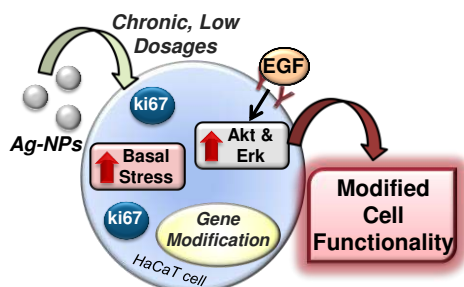 Chronic, Low
Dosages
EGF
ki67
Ag-NPs
Akt &
Erk
Basal
Stress
Modified
Cell
Functionality
ki67
Gene
Modification
HaCaT cell